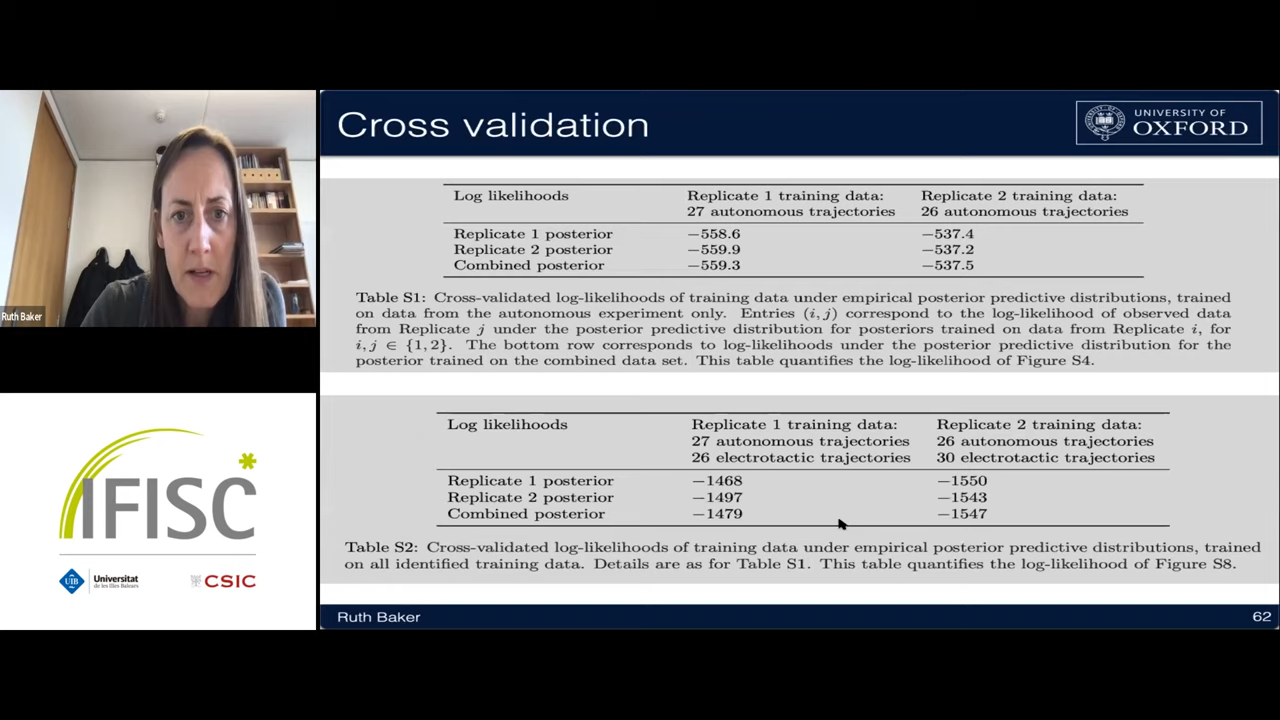 Cross validation
UNIVERSITY OF
OXFORD
Log likelihoods Replicate 1 training data: Replicate 2 training data:
27 autonomous trajectories 26 autonomous trajectories
Replicate 1 posterior −558.6 −537.4
Replicate 2 posterior −559.9 −537.2
Combined posterior −559.3 −537.5
Table S1: Cross-validated log-likelihoods of training data under empirical posterior predictive distributions, trained
on data from the autonomous experiment only. Entries (i, j) correspond to the log-likelihood of observed data
from Replicate j under the posterior predictive distribution for posteriors trained on data from Replicate i, for
i, j ∈ {1, 2}. The bottom row corresponds to log-likelihoods under the posterior predictive distribution for the
posterior trained on the combined data set. This table quantifies the log-likelihood of Figure S4.
Log likelihoods Replicate 1 training data: Replicate 2 training data:
27 autonomous trajectories 26 autonomous trajectories
26 electrotactic trajectories 30 electrotactic trajectories
Replicate 1 posterior −1468 −1550
Replicate 2 posterior −1497 −1543
Combined posterior −1479 −1547
Table S2: Cross-validated log-likelihoods of training data under empirical posterior predictive distributions, trained
on all identified training data. Details are as for Table S1. This table quantifies the log-likelihood of Figure S8.
Ruth Baker 62
Ruth Baker
IFISC
UIB Universitat
de les Illes Balears
CSIC